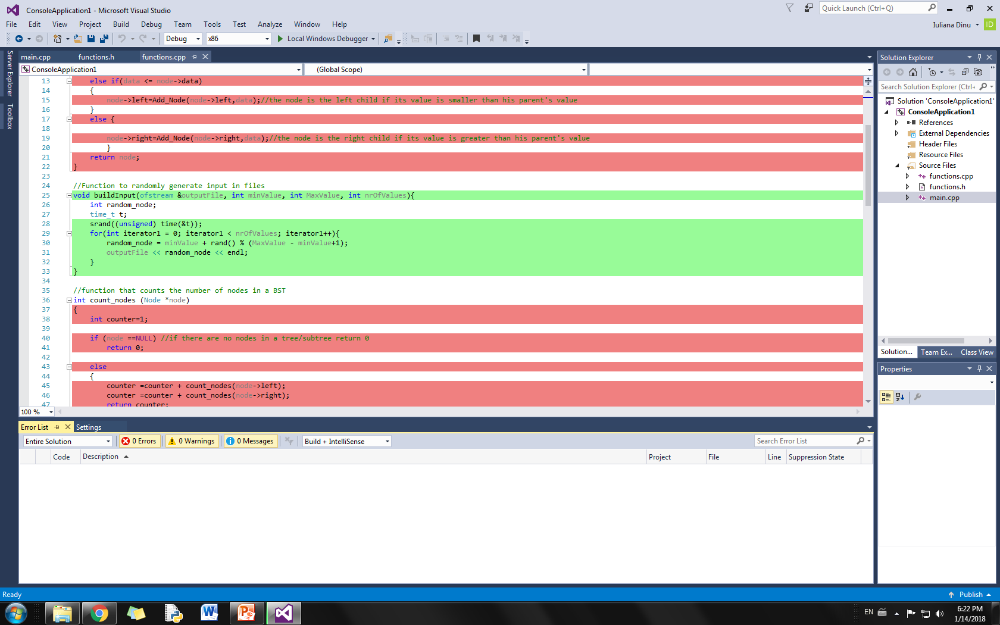 ConsoleApplication1 - Microsoft Visual Studio
Quick Launch (Ctrl+Q)
File Edit View Project Build Debug Team Tools Test Analyze Window Help
Iuliana Dinu
ID
Debug
x86
Local Windows Debugger
Server Explorer
Toolbox
main.cpp
functions.h
functions.cpp
ConsoleApplication1
(Global Scope)
13 else if(data <= node->data)
14 {
15 node->left=Add_Node(node->left,data);//the node is the left child if its value is smaller than his parent's value
16 }
17 else {
18
19 node->right=Add_Node(node->right,data);//the node is the right child if its value is greater than his parent's value
20 }
21 return node;
22 }
23
24 //Function to randomly generate input in files
25 void buildInput(ofstream &outputFile, int minValue, int MaxValue, int nrOfValues){
26 int random_node;
27 time_t t;
28 srand((unsigned) time(&t));
29 for(int iterator1 = 0; iterator1 < nrOfValues; iterator1++){
30 random_node = minValue + rand() % (MaxValue - minValue+1);
31 outputFile << random_node << endl;
32 }
33 }
34
35 //function that counts the number of nodes in a BST
36 int count_nodes (Node *node)
37 {
38 int counter=1;
39
40 if (node ==NULL) //if there are no nodes in a tree/subtree return 0
41 return 0;
42
43 else
44 {
45 counter =counter + count_nodes(node->left);
46 counter =counter + count_nodes(node->right);
47 return counter;
100 %
Solution Explorer
Search Solution Explorer (Ctrl+
Solution 'ConsoleApplication1'
ConsoleApplication1
References
External Dependencies
Header Files
Resource Files
Source Files
functions.cpp
functions.h
main.cpp
Solution... Team Ex... Class View
Properties
Error List
Settings
Entire Solution
0 Errors
0 Warnings
0 Messages
Build + IntelliSense
Search Error List
Code Description Project File Line Suppression State
Ready
Publish
EN
6:22 PM
1/14/2018